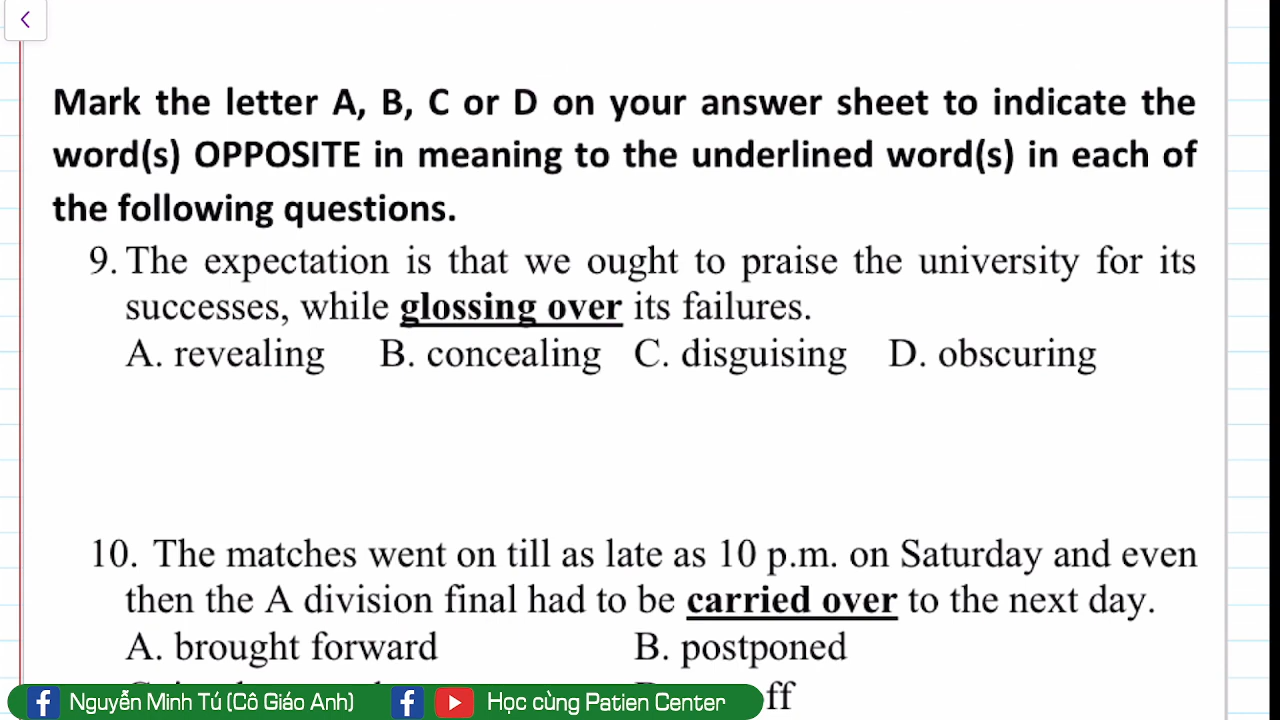 Mark the letter A, B, C or D on your answer sheet to indicate the
word(s) OPPOSITE in meaning to the underlined word(s) in each of
the following questions.
9. The expectation is that we ought to praise the university for its
successes, while glossing over its failures.
A. revealing B. concealing C. disguising D. obscuring
10. The matches went on till as late as 10 p.m. on Saturday and even
then the A division final had to be carried over to the next day.
A. brought forward B. postponed
Nguyễn Minh Tú (Cô Giáo Anh) Học cùng Patien Center